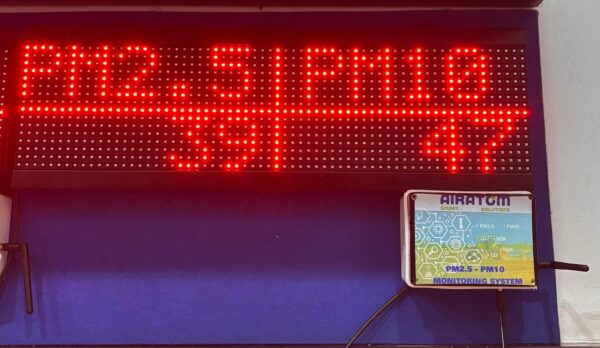 PM2.5 PM10
39 47
AIRATOM
SMART SOLUTIONS
PM2.5 PM10
PM2.5 - PM10
MONITORING SYSTEM